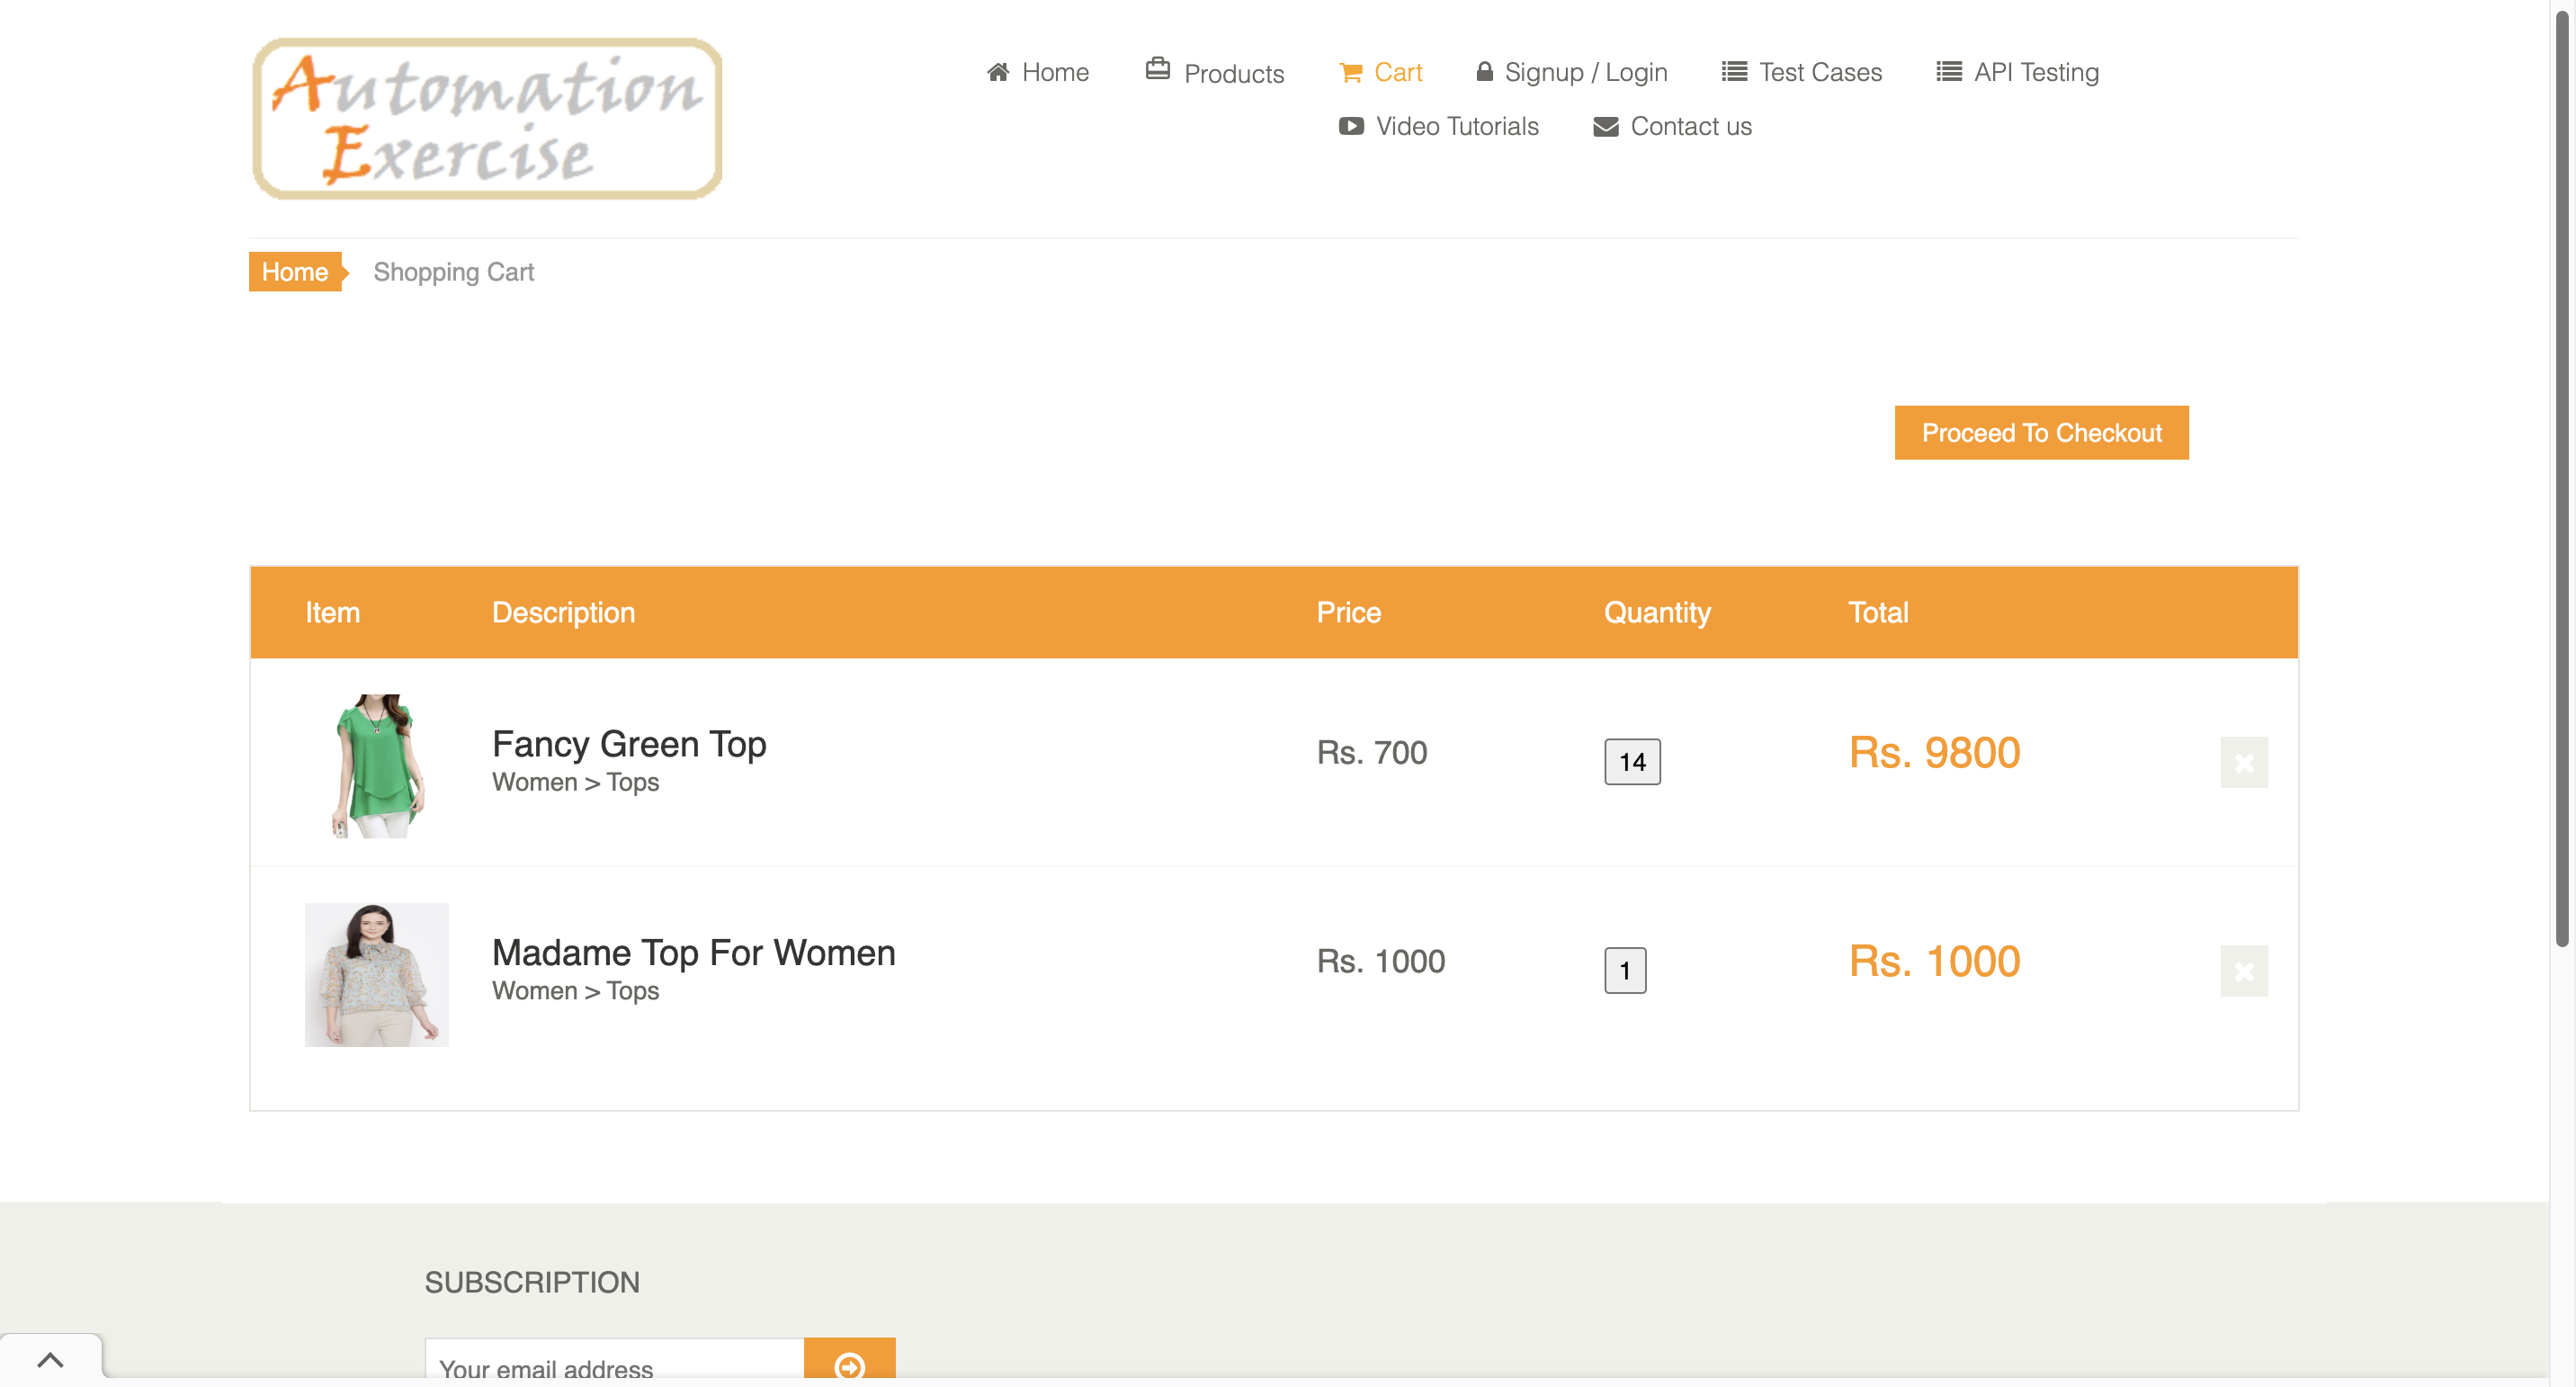 Automation
Exercise
Home Products Cart Signup / Login Test Cases API Testing
Video Tutorials Contact us
Home Shopping Cart
Proceed To Checkout
Item Description Price Quantity Total
Fancy Green Top
Women > Tops
Rs. 700 14 Rs. 9800
Madame Top For Women
Women > Tops
Rs. 1000 1 Rs. 1000
SUBSCRIPTION
Your email address